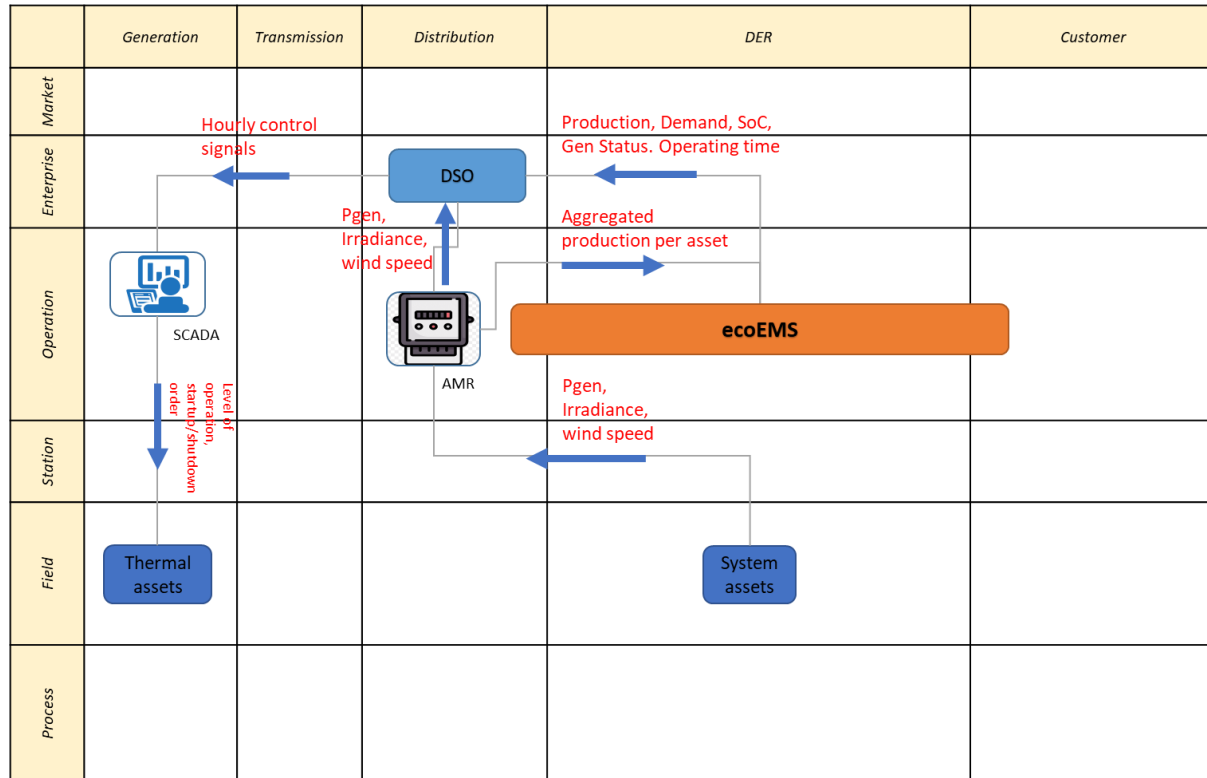 Generation
Transmission
Distribution
DER
Customer
Market
Enterprise
Operation
Station
Field
Process
Hourly control
signals
Production, Demand, SoC,
Gen Status. Operating time
DSO
Pgen,
Irradiance,
wind speed
Aggregated
production per asset
SCADA
AMR
ecoEMS
Level of
operation,
startup/shutdown
order
Pgen,
Irradiance,
wind speed
Thermal
assets
System
assets